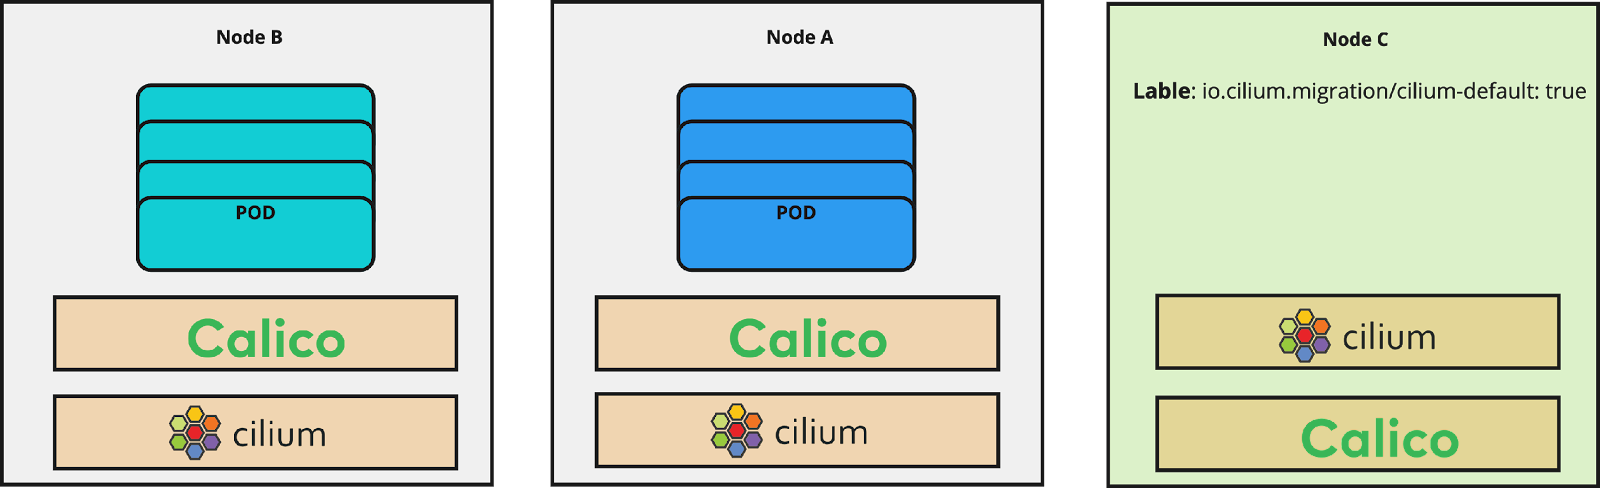 Node B
POD
Calico
cilium
Node A
POD
Calico
cilium
Node C
Lable: io.cilium.migration/cilium-default: true
cilium
Calico